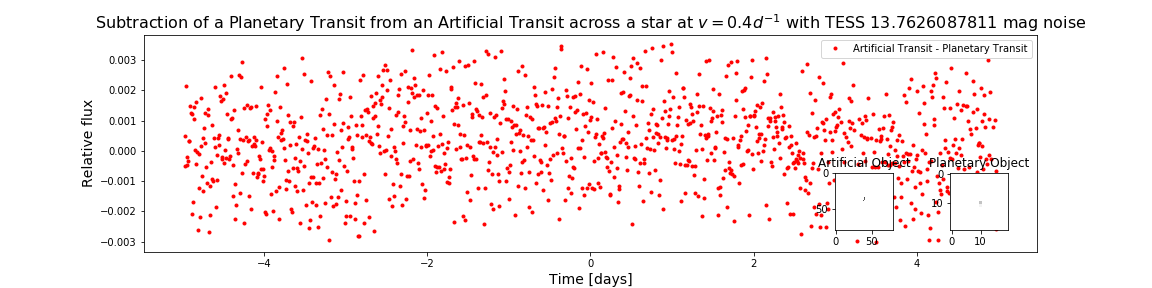 Subtraction of a Planetary Transit from an Artificial Transit across a star at v = 0.4d⁻¹ with TESS 13.7626087811 mag noise
Artificial Transit - Planetary Transit
Relative flux
0.003
0.002
0.001
0.000
−0.001
−0.002
−0.003
Artificial Object
0
50
0 50
Planetary Object
0
10
0 10
−4 −2 0 2 4
Time [days]